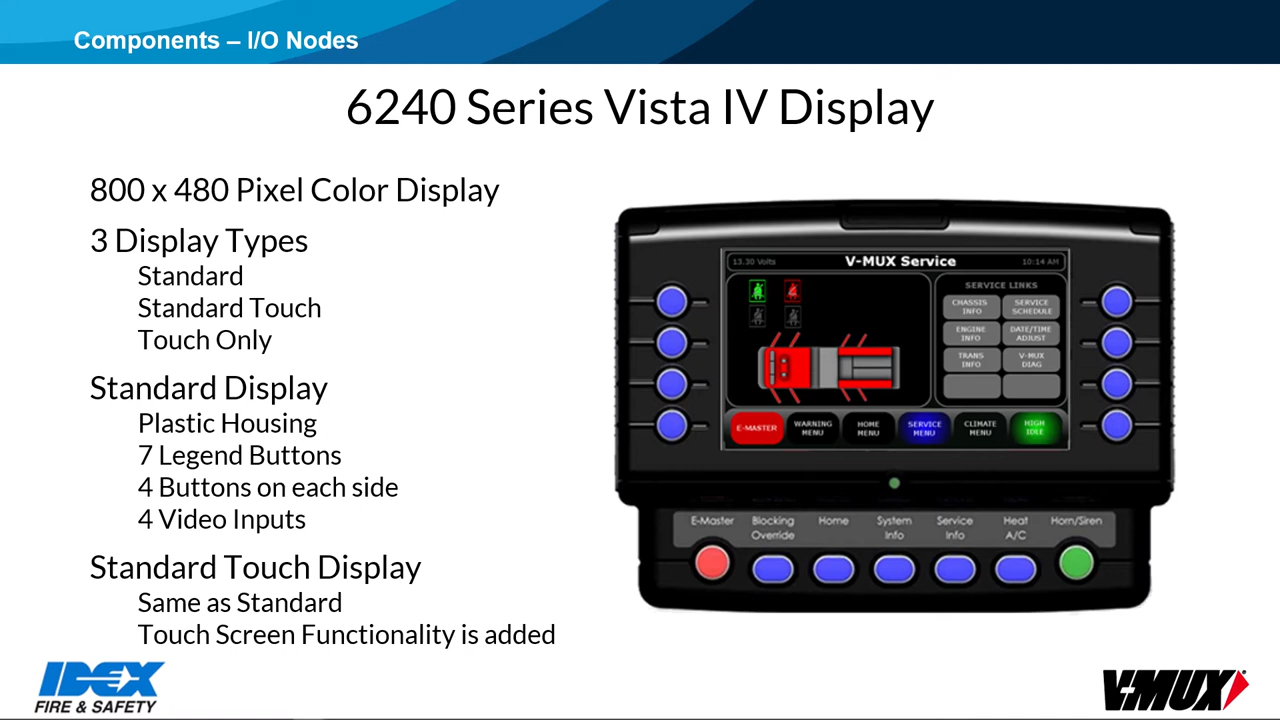 Components – I/O Nodes
6240 Series Vista IV Display
800 x 480 Pixel Color Display
3 Display Types
Standard
Standard Touch
Touch Only
Standard Display
Plastic Housing
7 Legend Buttons
4 Buttons on each side
4 Video Inputs
Standard Touch Display
Same as Standard
Touch Screen Functionality is added
13.30 Volts
V-MUX Service
10:14 AM
SERVICE LINKS
CHASSIS
INFO
SERVICE
SCHEDULE
ENGINE
INFO
DATE/TIME
ADJUST
TRANS
INFO
V-MUX
DIAG
E-MASTER
WARNING
MENU
HOME
MENU
SERVICE
MENU
CLIMATE
MENU
HIGH
IDLE
E-Master
Blocking
Override
Home
System
Info
Service
Info
Heat
A/C
Horn/Siren
IDEX
FIRE & SAFETY
V-MUX